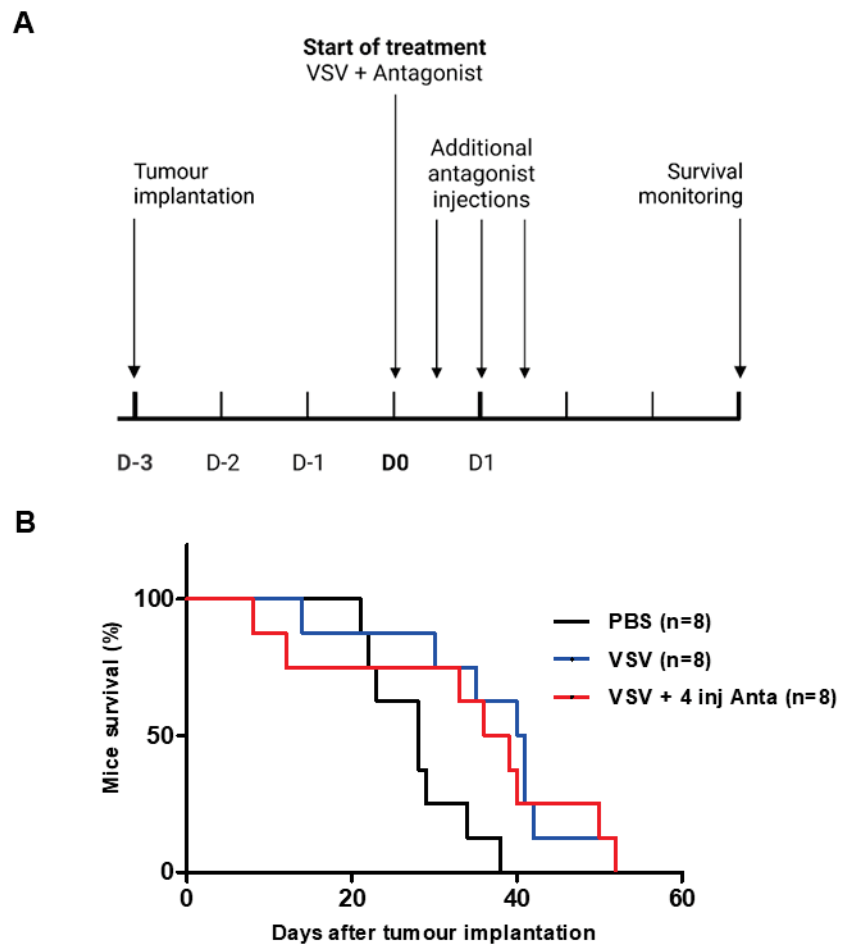 A
Start of treatment
VSV + Antagonist
Tumour
implantation
Additional
antagonist
injections
Survival
monitoring
D-3
D-2
D-1
D0
D1
B
Mice survival (%)
100
50
0
0
20
40
60
Days after tumour implantation
PBS (n=8)
VSV (n=8)
VSV + 4 inj Anta (n=8)